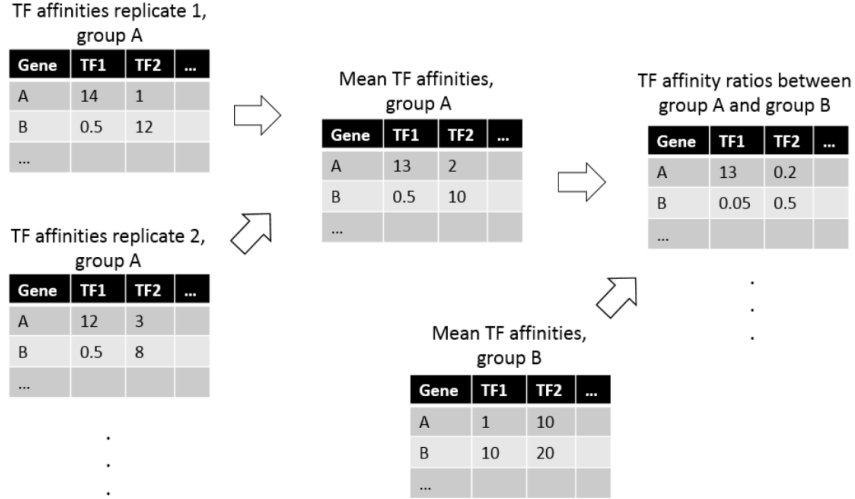 TF affinities replicate 1,
group A
Gene TF1 TF2 ...
A 14 1
B 0.5 12
...
TF affinities replicate 2,
group A
Gene TF1 TF2 ...
A 12 3
B 0.5 8
...
.
.
.
Mean TF affinities,
group A
Gene TF1 TF2 ...
A 13 2
B 0.5 10
...
Mean TF affinities,
group B
Gene TF1 TF2 ...
A 1 10
B 10 20
...
TF affinity ratios between
group A and group B
Gene TF1 TF2 ...
A 13 0.2
B 0.05 0.5
...
.
.
.